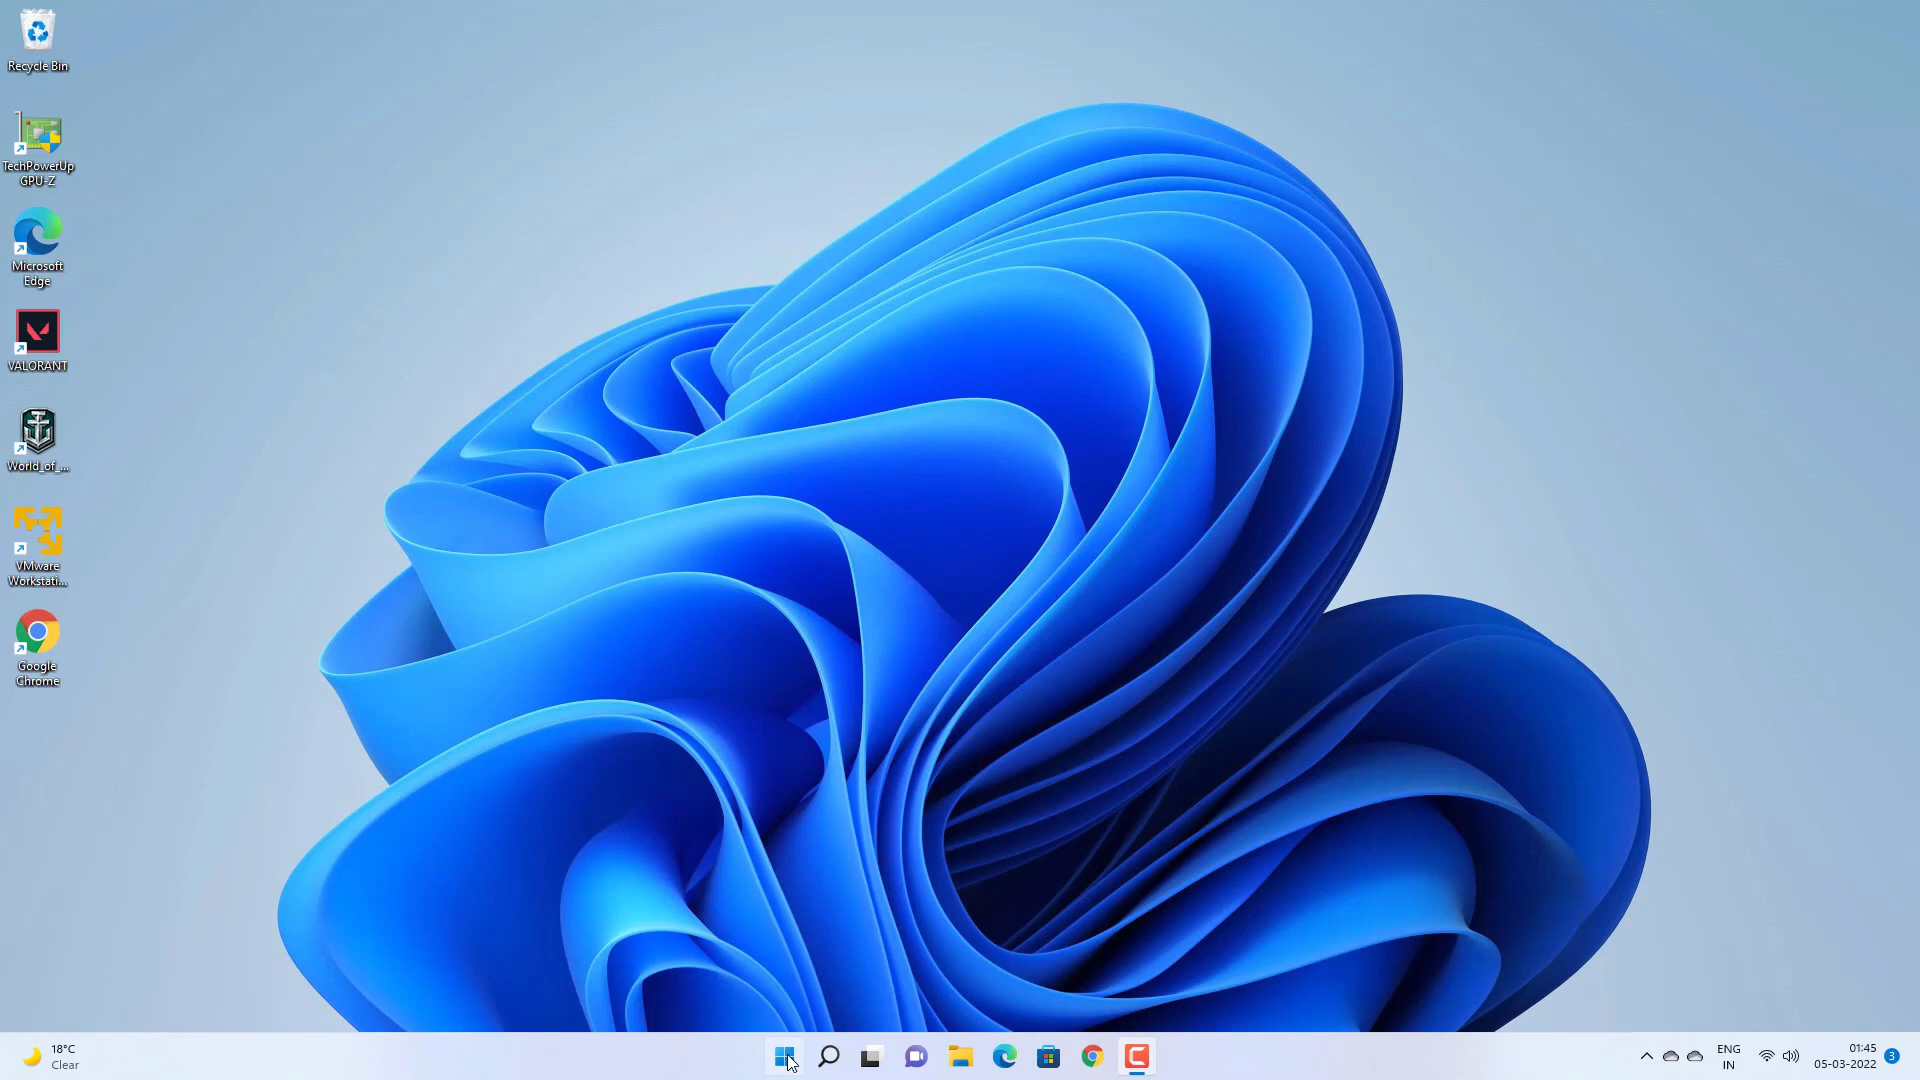 Recycle Bin
TechPowerUp
GPU-Z
Microsoft
Edge
VALORANT
World_of_...
VMware
Workstati...
Google
Chrome
18°C
Clear
ENG
IN
01:45
05-03-2022
3